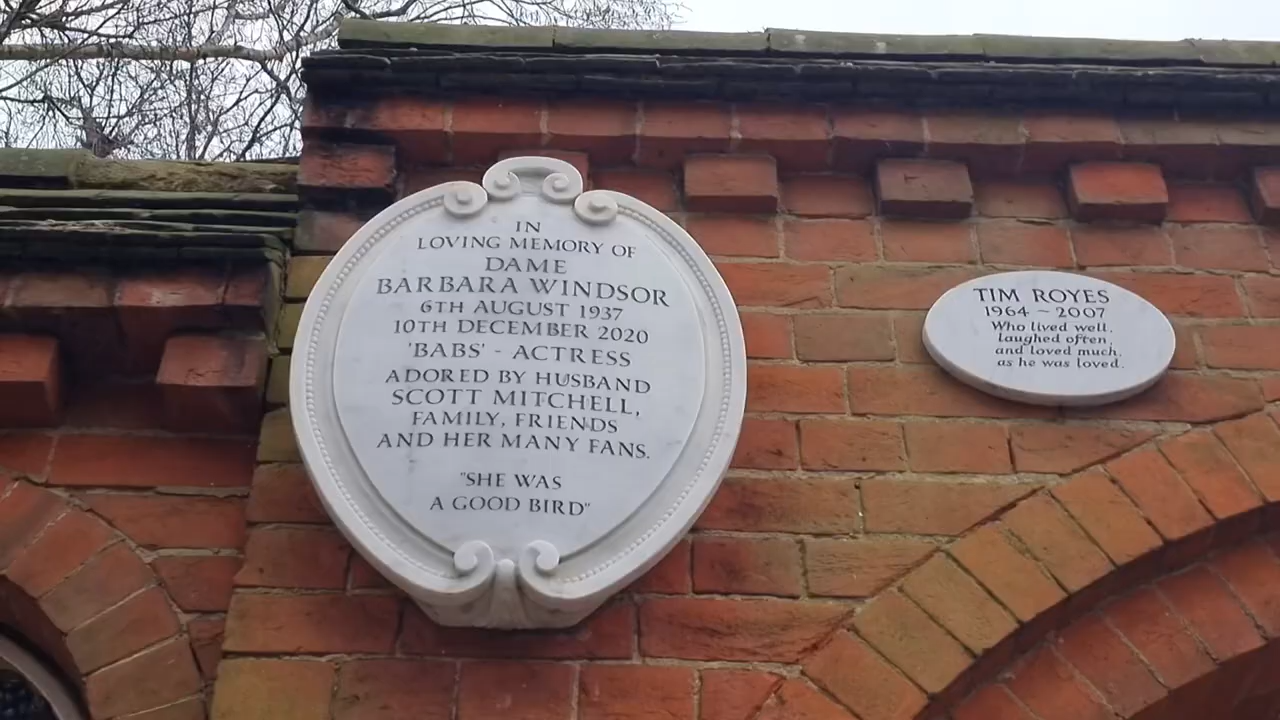 IN
LOVING MEMORY OF
DAME
BARBARA WINDSOR
6TH AUGUST 1937
10TH DECEMBER 2020
'BABS' - ACTRESS
ADORED BY HUSBAND
SCOTT MITCHELL,
FAMILY, FRIENDS
AND HER MANY FANS.
"SHE WAS
A GOOD BIRD"
TIM ROYES
1964 ~ 2007
Who lived well,
laughed often,
and loved much,
as he was loved.